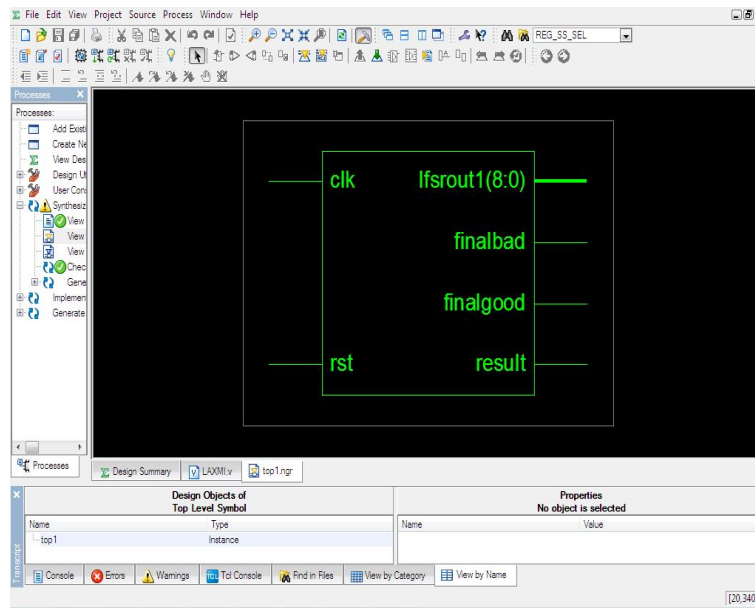 File Edit View Project Source Process Window Help
REG_SS_SEL
Processes
Processes:
Add Existi
Create Ne
View Des
Design Ut
User Con
Synthesiz
View
View
View
Chec
Gene
Implemen
Generate
clk
lfsrout1(8:0)
finalbad
finalgood
rst
result
Processes
Design Summary
LAXMI.v
top1.ngr
Transcript
Design Objects of
Top Level Symbol
Properties
No object is selected
Name Type
Name Value
top1 Instance
Console Errors Warnings Tcl Console Find in Files View by Category View by Name
[20,340